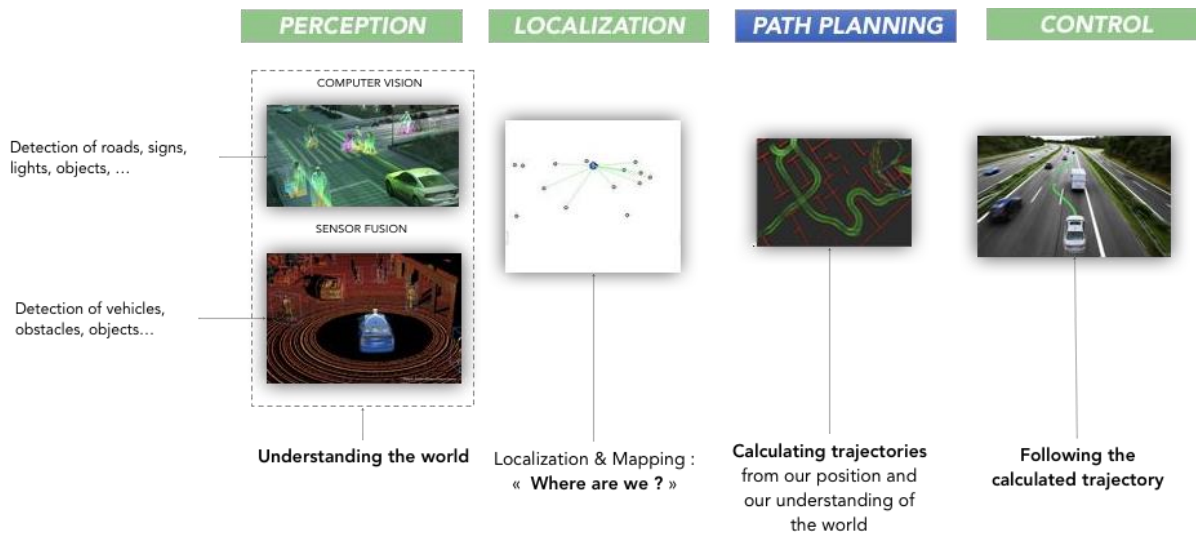 PERCEPTION
LOCALIZATION
PATH PLANNING
CONTROL
COMPUTER VISION
Detection of roads, signs,
lights, objects, …
SENSOR FUSION
Detection of vehicles,
obstacles, objects…
Understanding the world
Localization & Mapping :
« Where are we ? »
Calculating trajectories
from our position and
our understanding of
the world
Following the
calculated trajectory